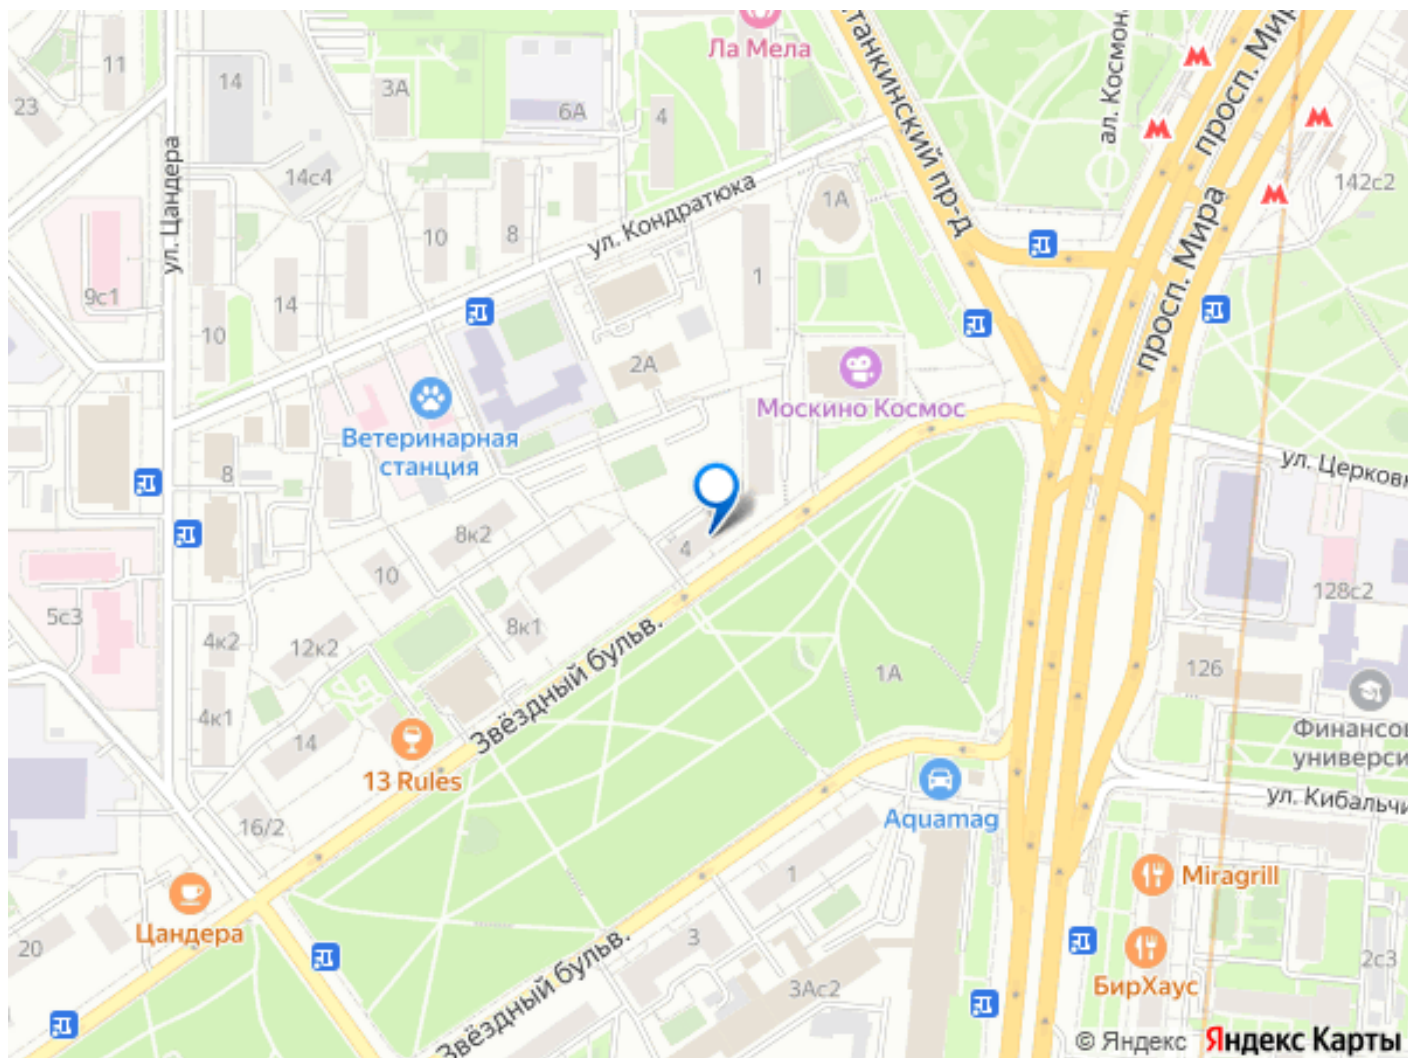 Ла Мела
11
14
23
3А
6А
4
Останкинский пр-д
ал. Космон
просп. Мира
142с2
ул. Цандера
14с4
1А
ул. Кондратюка
10
8
9с1
14
1
просп. Мира
10
2А
Москино Космос
Ветеринарная
станция
8
ул. Церковн
8к2
4
10
128с2
5с3
8к1
4к2
12к2
Звёздный бульв.
1А
126
4к1
14
Финансов
универси
13 Rules
ул. Кибальчи
16/2
Aquamag
1
Miragrill
Цандера
20
3
Звёздный бульв.
2с3
БирХаус
3Ас2
© Яндекс Яндекс Карты